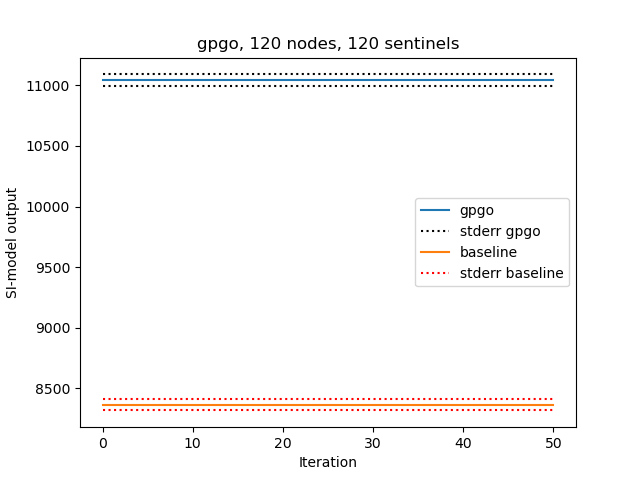 gpgo, 120 nodes, 120 sentinels
SI-model output
11000
10500
10000
9500
9000
8500
gpgo
stderr gpgo
baseline
stderr baseline
0 10 20 30 40 50
Iteration